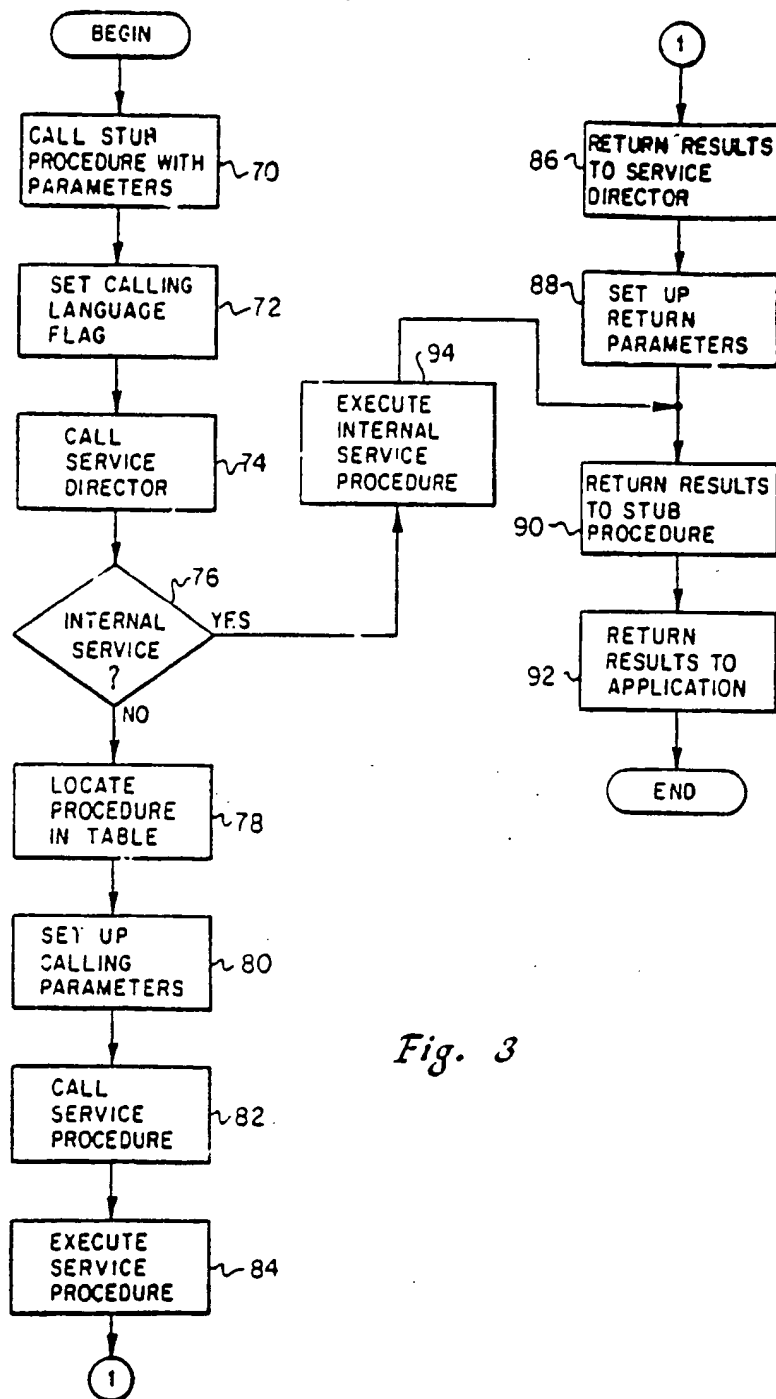 BEGIN
CALL STUB
PROCEDURE WITH
PARAMETERS
70
SET CALLING
LANGUAGE
FLAG
72
CALL
SERVICE
DIRECTOR
74
76
INTERNAL
SERVICE
?
YES
NO
LOCATE
PROCEDURE
IN TABLE
78
SET UP
CALLING
PARAMETERS
80
CALL
SERVICE
PROCEDURE
82
EXECUTE
SERVICE
PROCEDURE
84
1
94
EXECUTE
INTERNAL
SERVICE
PROCEDURE
1
RETURN RESULTS
TO SERVICE
DIRECTOR
86
88
SET UP
RETURN
PARAMETERS
RETURN RESULTS
TO STUB
PROCEDURE
90
RETURN
RESULTS TO
APPLICATION
92
END
Fig. 3